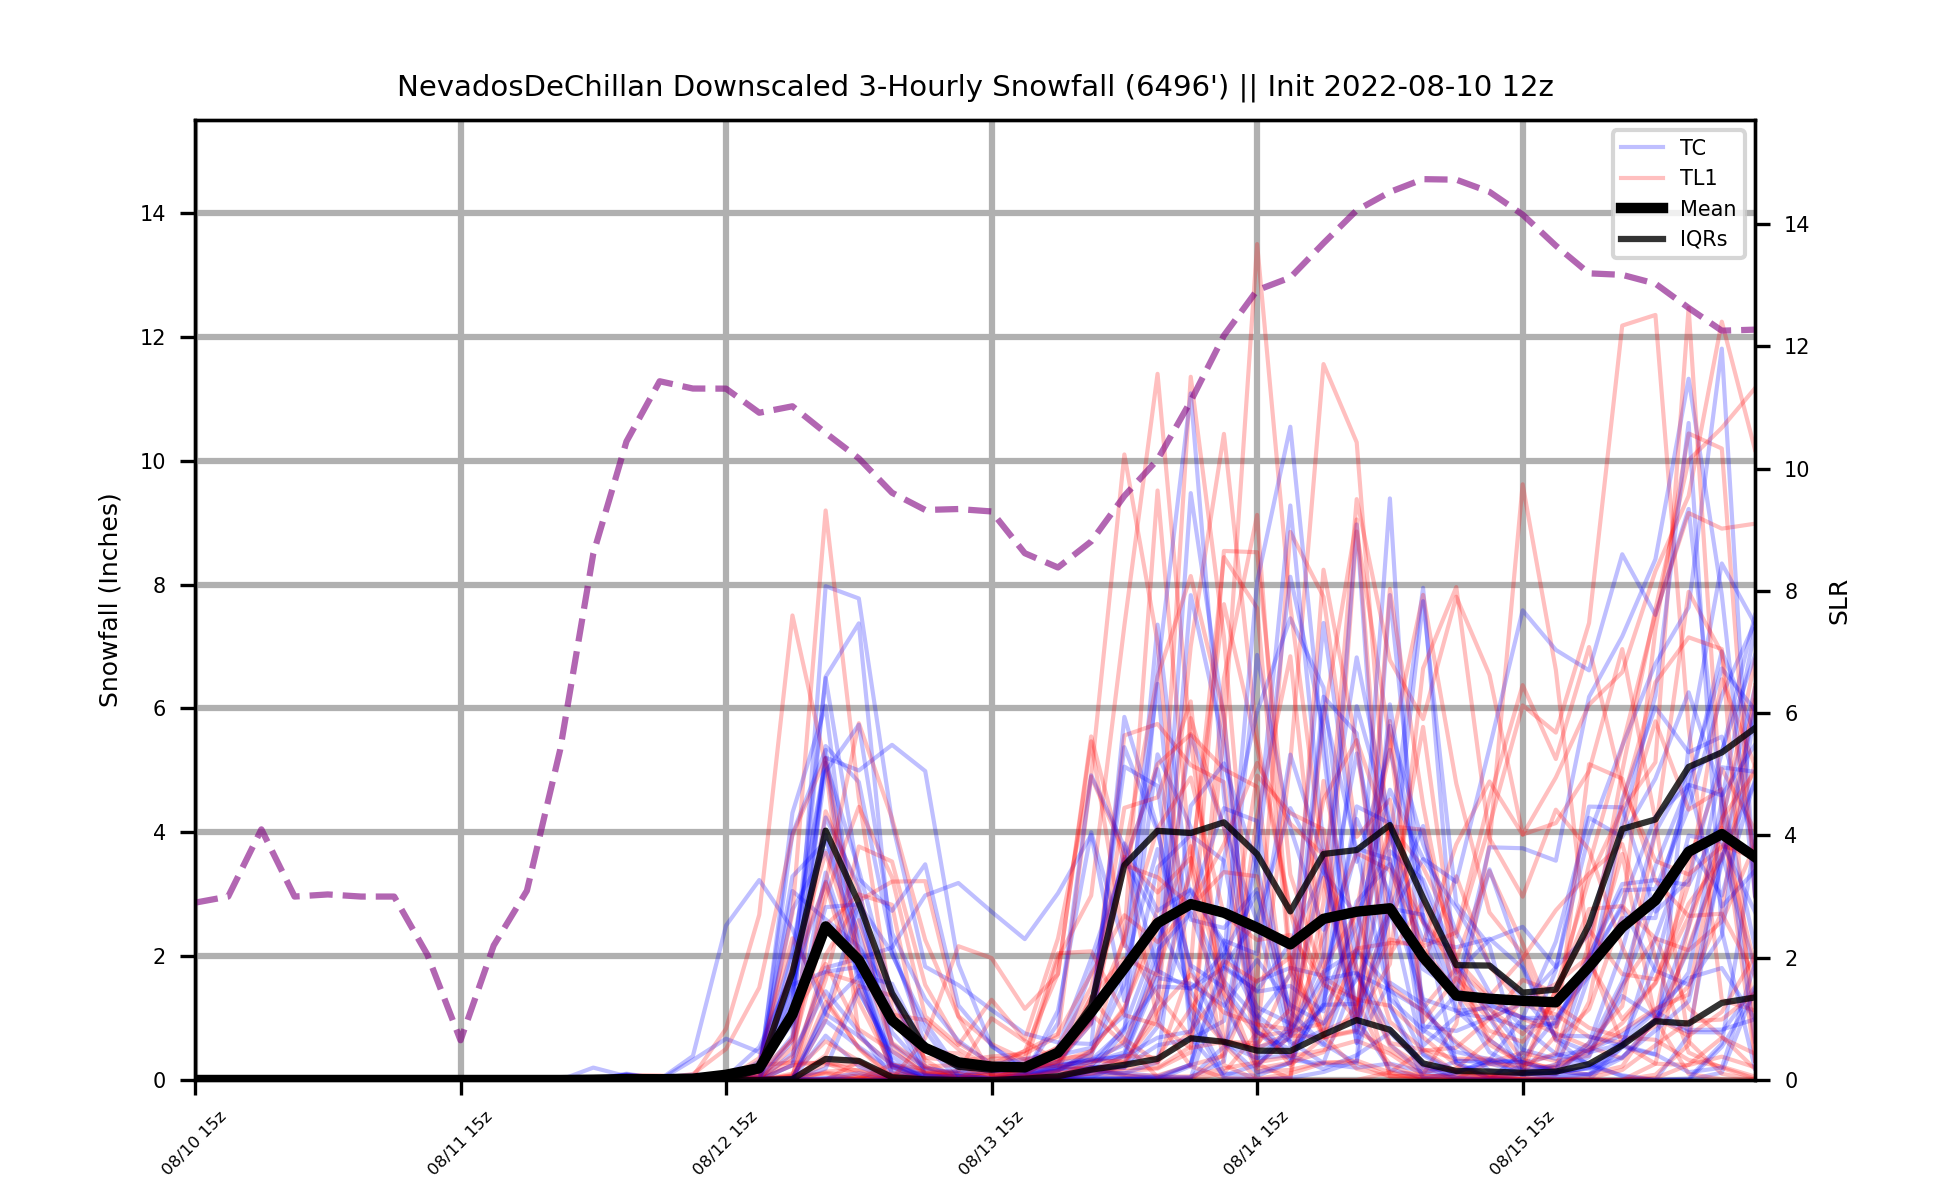 NevadosDeChillan Downscaled 3-Hourly Snowfall (6496') || Init 2022-08-10 12z
TC
TL1
Mean
IQRs
Snowfall (Inches)
14
12
10
8
6
4
2
0
SLR
14
12
10
8
6
4
2
0
08/10 15z
08/11 15z
08/12 15z
08/13 15z
08/14 15z
08/15 15z